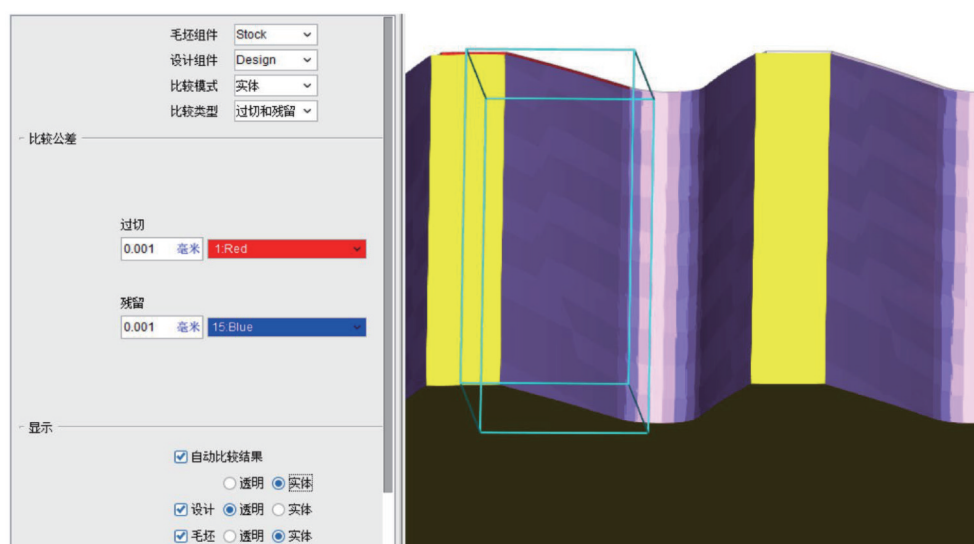 毛坯组件 Stock
设计组件 Design
比较模式 实体
比较类型 过切和残留
比较公差
过切
0.001 毫米 1:Red
残留
0.001 毫米 15:Blue
显示
自动比较结果
透明 实体
设计 透明 实体
毛坯 透明 实体